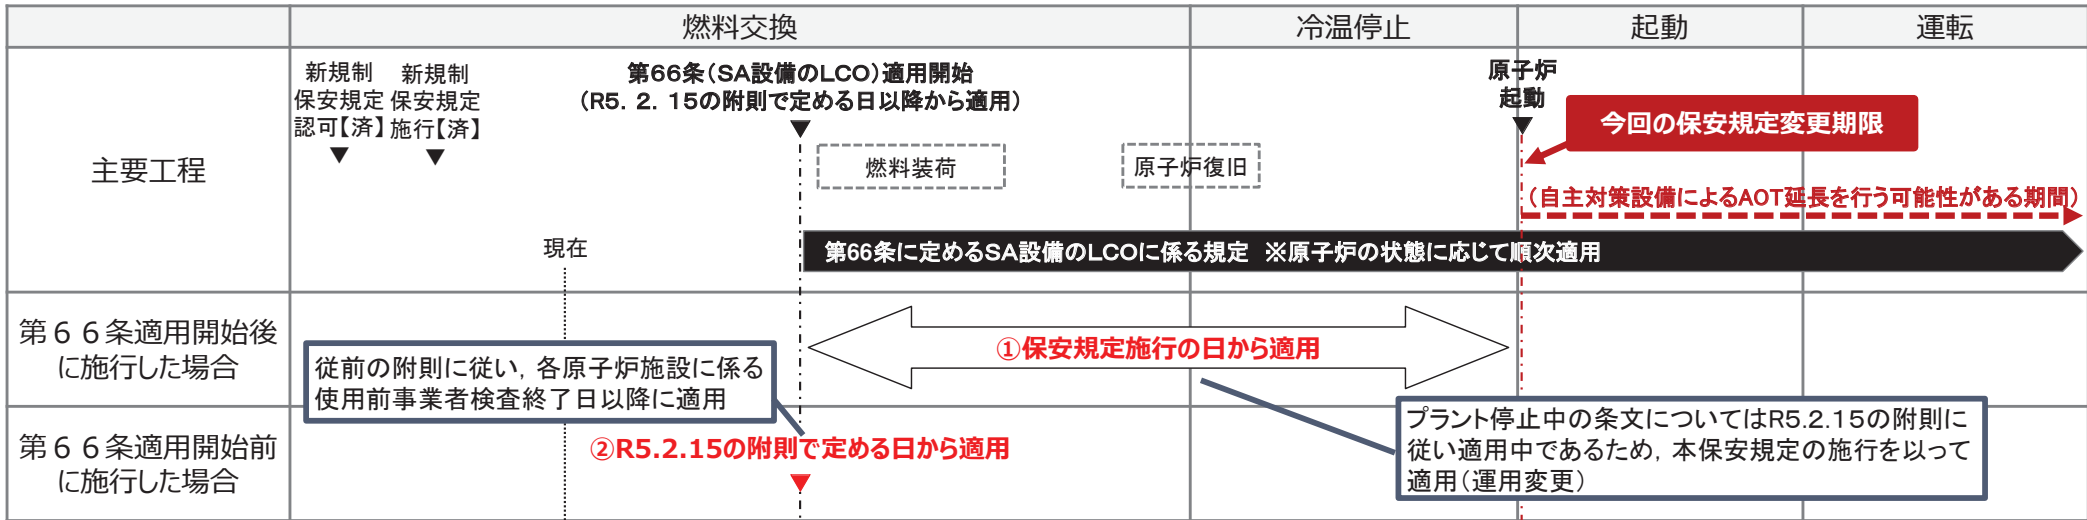 燃料交換
冷温停止
起動
運転
主要工程
新規制
保安規定
認可【済】
新規制
保安規定
施行【済】
第66条(SA設備のLCO)適用開始
(R5. 2. 15の附則で定める日以降から適用)
原子炉
起動
今回の保安規定変更期限
燃料装荷
原子炉復旧
(自主対策設備によるAOT延長を行う可能性がある期間)
現在
第66条に定めるSA設備のLCOに係る規定 ※原子炉の状態に応じて順次適用
第66条適用開始後
に施行した場合
①保安規定施行の日から適用
従前の附則に従い，各原子炉施設に係る
使用前事業者検査終了日以降に適用
第66条適用開始前
に施行した場合
②R5.2.15の附則で定める日から適用
プラント停止中の条文についてはR5.2.15の附則に
従い適用中であるため，本保安規定の施行を以って
適用(運用変更)